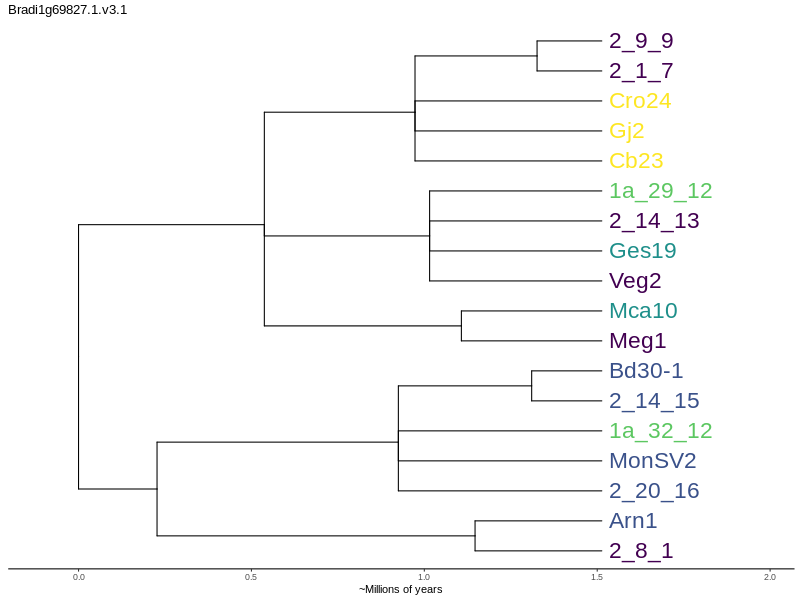 Bradi1g69827.1.v3.1
2_9_9
2_1_7
Cro24
Gj2
Cb23
1a_29_12
2_14_13
Ges19
Veg2
Mca10
Meg1
Bd30-1
2_14_15
1a_32_12
MonSV2
2_20_16
Arn1
2_8_1
0.0 0.5 1.0 1.5 2.0
~Millions of years